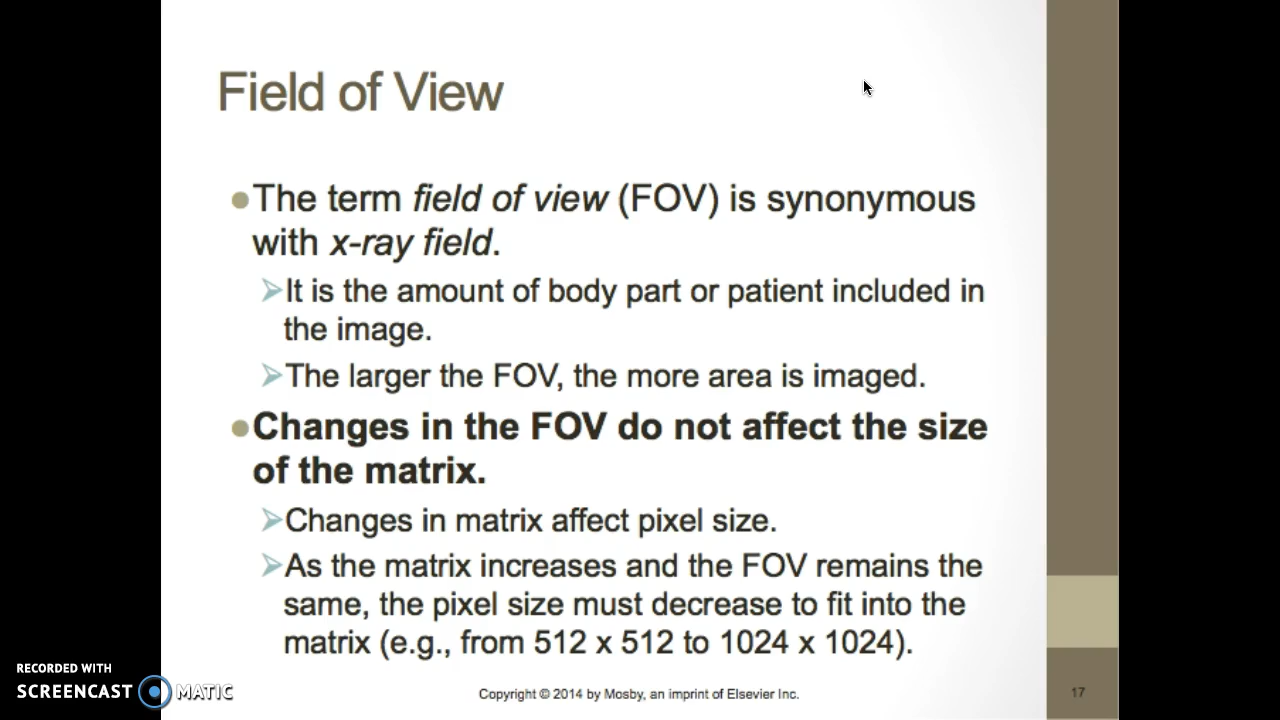 Field of View
The term field of view (FOV) is synonymous
with x-ray field.
It is the amount of body part or patient included in
the image.
The larger the FOV, the more area is imaged.
Changes in the FOV do not affect the size
of the matrix.
Changes in matrix affect pixel size.
As the matrix increases and the FOV remains the
same, the pixel size must decrease to fit into the
matrix (e.g., from 512 x 512 to 1024 x 1024).
RECORDED WITH
SCREENCAST MATIC
Copyright © 2014 by Mosby, an imprint of Elsevier Inc.
17